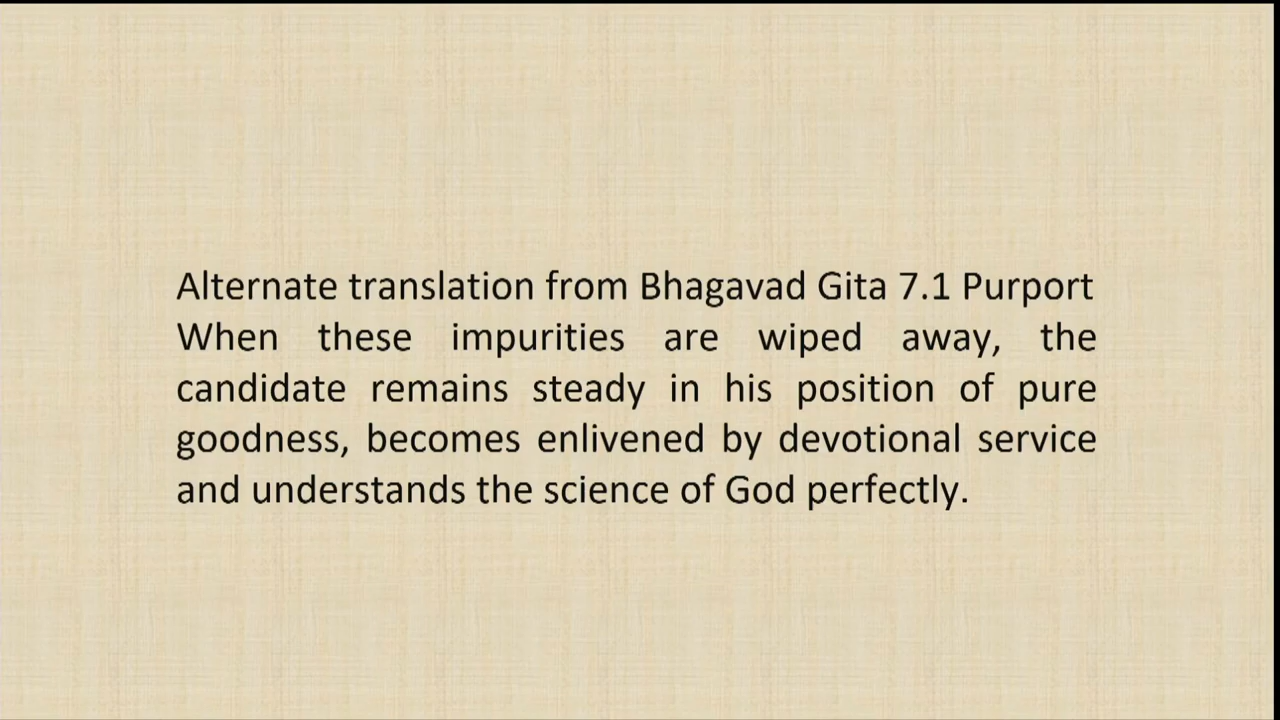 Alternate translation from Bhagavad Gita 7.1 Purport
When these impurities are wiped away, the
candidate remains steady in his position of pure
goodness, becomes enlivened by devotional service
and understands the science of God perfectly.